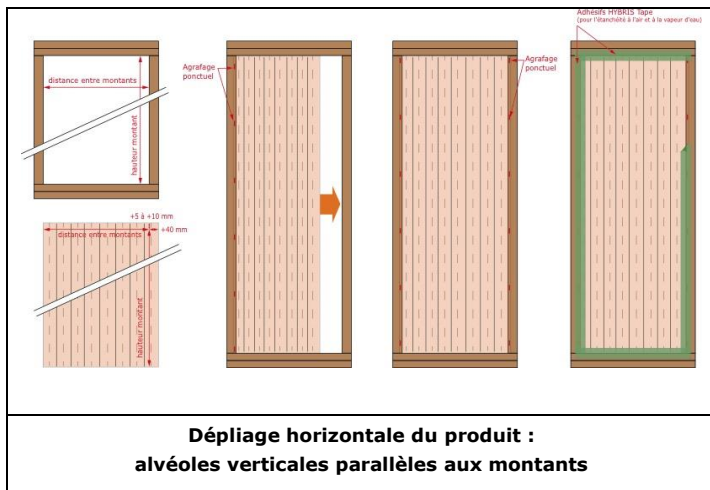 Adhésifs HYBRIS Tape
(pour l'étanchéité à l'air et à la vapeur d'eau)
distance entre montants
hauteur montant
Agrafage
ponctuel
Agrafage
ponctuel
+5 à +10 mm
distance entre montants
+40 mm
hauteur montant
Dépliage horizontale du produit :
alvéoles verticales parallèles aux montants